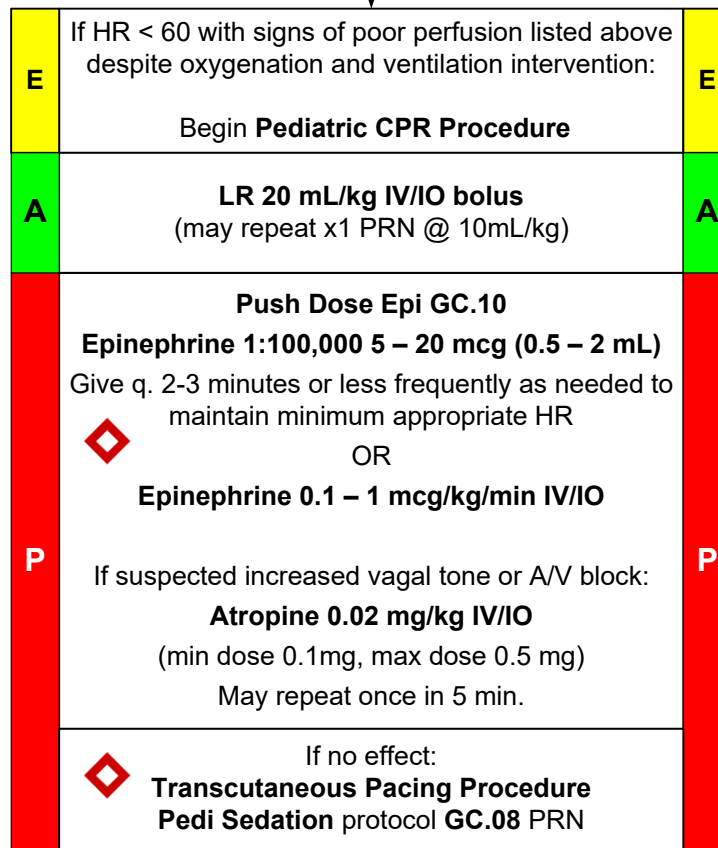 E
If HR < 60 with signs of poor perfusion listed above
despite oxygenation and ventilation intervention:
Begin Pediatric CPR Procedure
E
A
LR 20 mL/kg IV/IO bolus
(may repeat x1 PRN @ 10mL/kg)
A
P
Push Dose Epi GC.10
Epinephrine 1:100,000 5 – 20 mcg (0.5 – 2 mL)
Give q. 2-3 minutes or less frequently as needed to
maintain minimum appropriate HR
OR
Epinephrine 0.1 – 1 mcg/kg/min IV/IO
If suspected increased vagal tone or A/V block:
Atropine 0.02 mg/kg IV/IO
(min dose 0.1mg, max dose 0.5 mg)
May repeat once in 5 min.
P
If no effect:
Transcutaneous Pacing Procedure
Pedi Sedation protocol GC.08 PRN